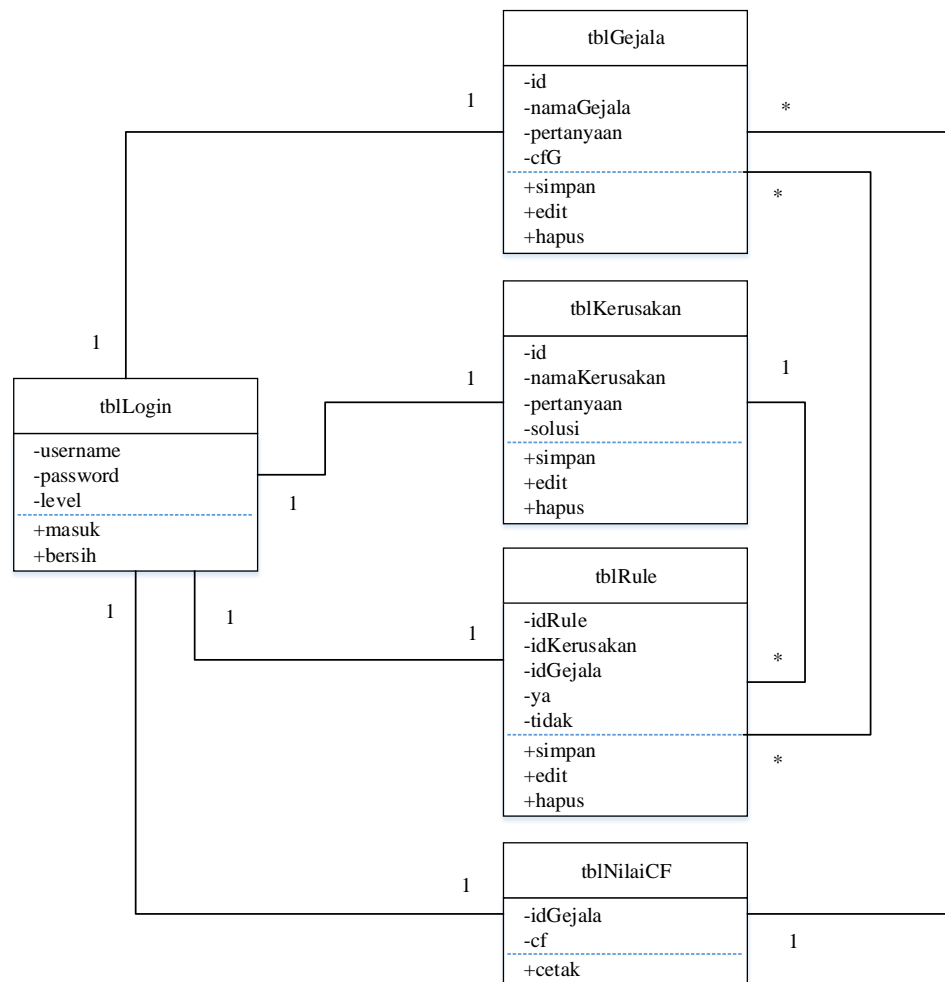 tblGejala
-id
-namaGejala
-pertanyaan
-cfG
+simpan
+edit
+hapus
1
*
*
1
tblKerusakan
-id
-namaKerusakan
-pertanyaan
-solusi
+simpan
+edit
+hapus
1
1
tblLogin
-username
-password
-level
+masuk
+bersih
1
1
1
tblRule
-idRule
-idKerusakan
-idGejala
-ya
-tidak
+simpan
+edit
+hapus
1
*
*
tblNilaiCF
-idGejala
-cf
+cetak
1
1